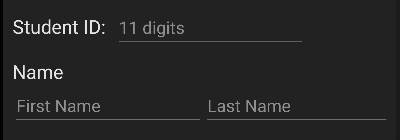 Student ID: 11 digits
Name
First Name Last Name